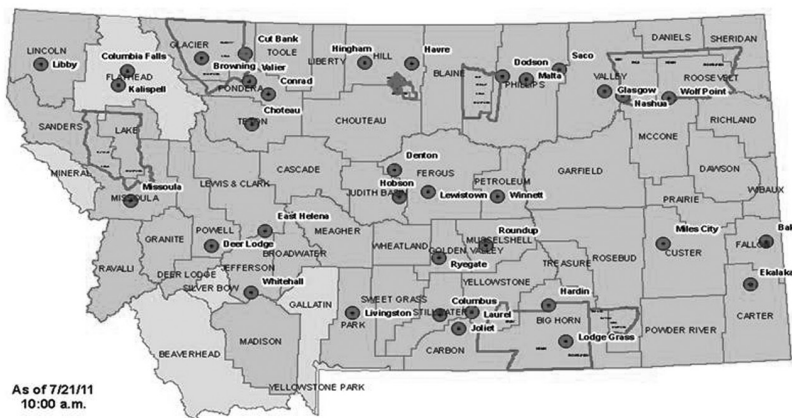 Cut Bank
LINCOLN
Columbia Falls
GLACIER
TOOLE
Hingham
HILL
Havre
Dodson
Saco
DANIELS
SHERIDAN
Libby
FLATHEAD
Browning
Valier
LIBERTY
BLAINE
Malta
PHILLIPS
VALLEY
ROOSEVELT
Kalispell
PONDERA
Conrad
Glasgow
Wolf Point
Nashua
Choteau
TETON
CHOUTEAU
RICHLAND
SANDERS
LAKE
MCCONE
Denton
CASCADE
FERGUS
GARFIELD
DAWSON
MINERAL
LEWIS & CLARK
Hobson
PETROLEUM
Missoula
MISSOULA
JUDITH BASIN
Lewistown
Winnett
PRAIRIE
WIBAUX
POWELL
East Helena
MEAGHER
Roundup
Miles City
Bak
GRANITE
Deer Lodge
BROADWATER
WHEATLAND
GOLDEN VALLEY
MUSSELSHELL
ROSEBUD
CUSTER
FALLON
RAVALLI
DEER LODGE
JEFFERSON
Ryegate
TREASURE
Ekalaka
SILVER BOW
Whitehall
YELLOWSTONE
GALLATIN
SWEET GRASS
Columbus
Hardin
PARK
Livingston
STILLWATER
Laurel
BIG HORN
CARTER
Joliet
POWDER RIVER
MADISON
CARBON
Lodge Grass
BEAVERHEAD
YELLOWSTONE PARK
As of 7/21/11
10:00 a.m.